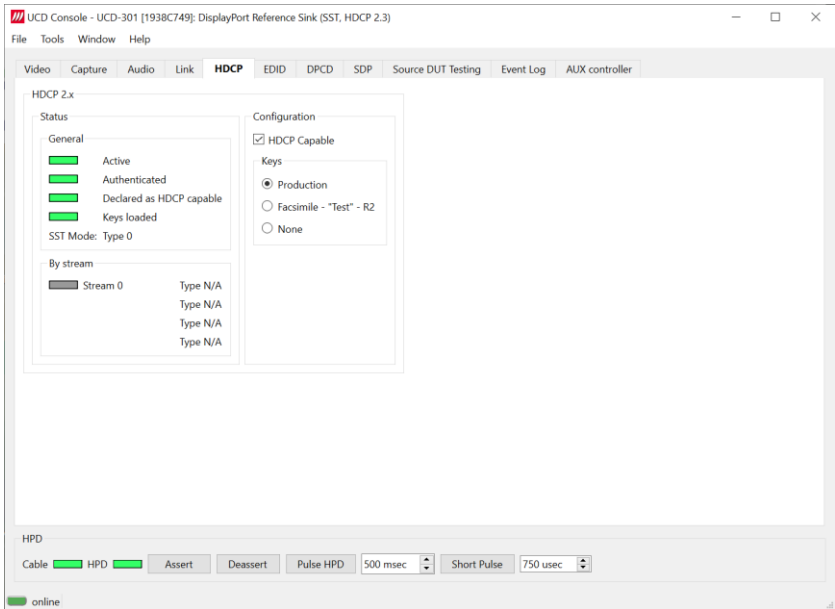 UCD Console - UCD-301 [1938C749]: DisplayPort Reference Sink (SST, HDCP 2.3)
File Tools Window Help
Video Capture Audio Link HDCP EDID DPCD SDP Source DUT Testing Event Log AUX controller
HDCP 2.x
Status
General
Active
Authenticated
Declared as HDCP capable
Keys loaded
SST Mode: Type 0
By stream
Stream 0 Type N/A
Type N/A
Type N/A
Type N/A
Configuration
HDCP Capable
Keys
Production
Facsimile - "Test" - R2
None
HPD
Cable HPD Assert Deassert Pulse HPD 500 msec Short Pulse 750 usec
online